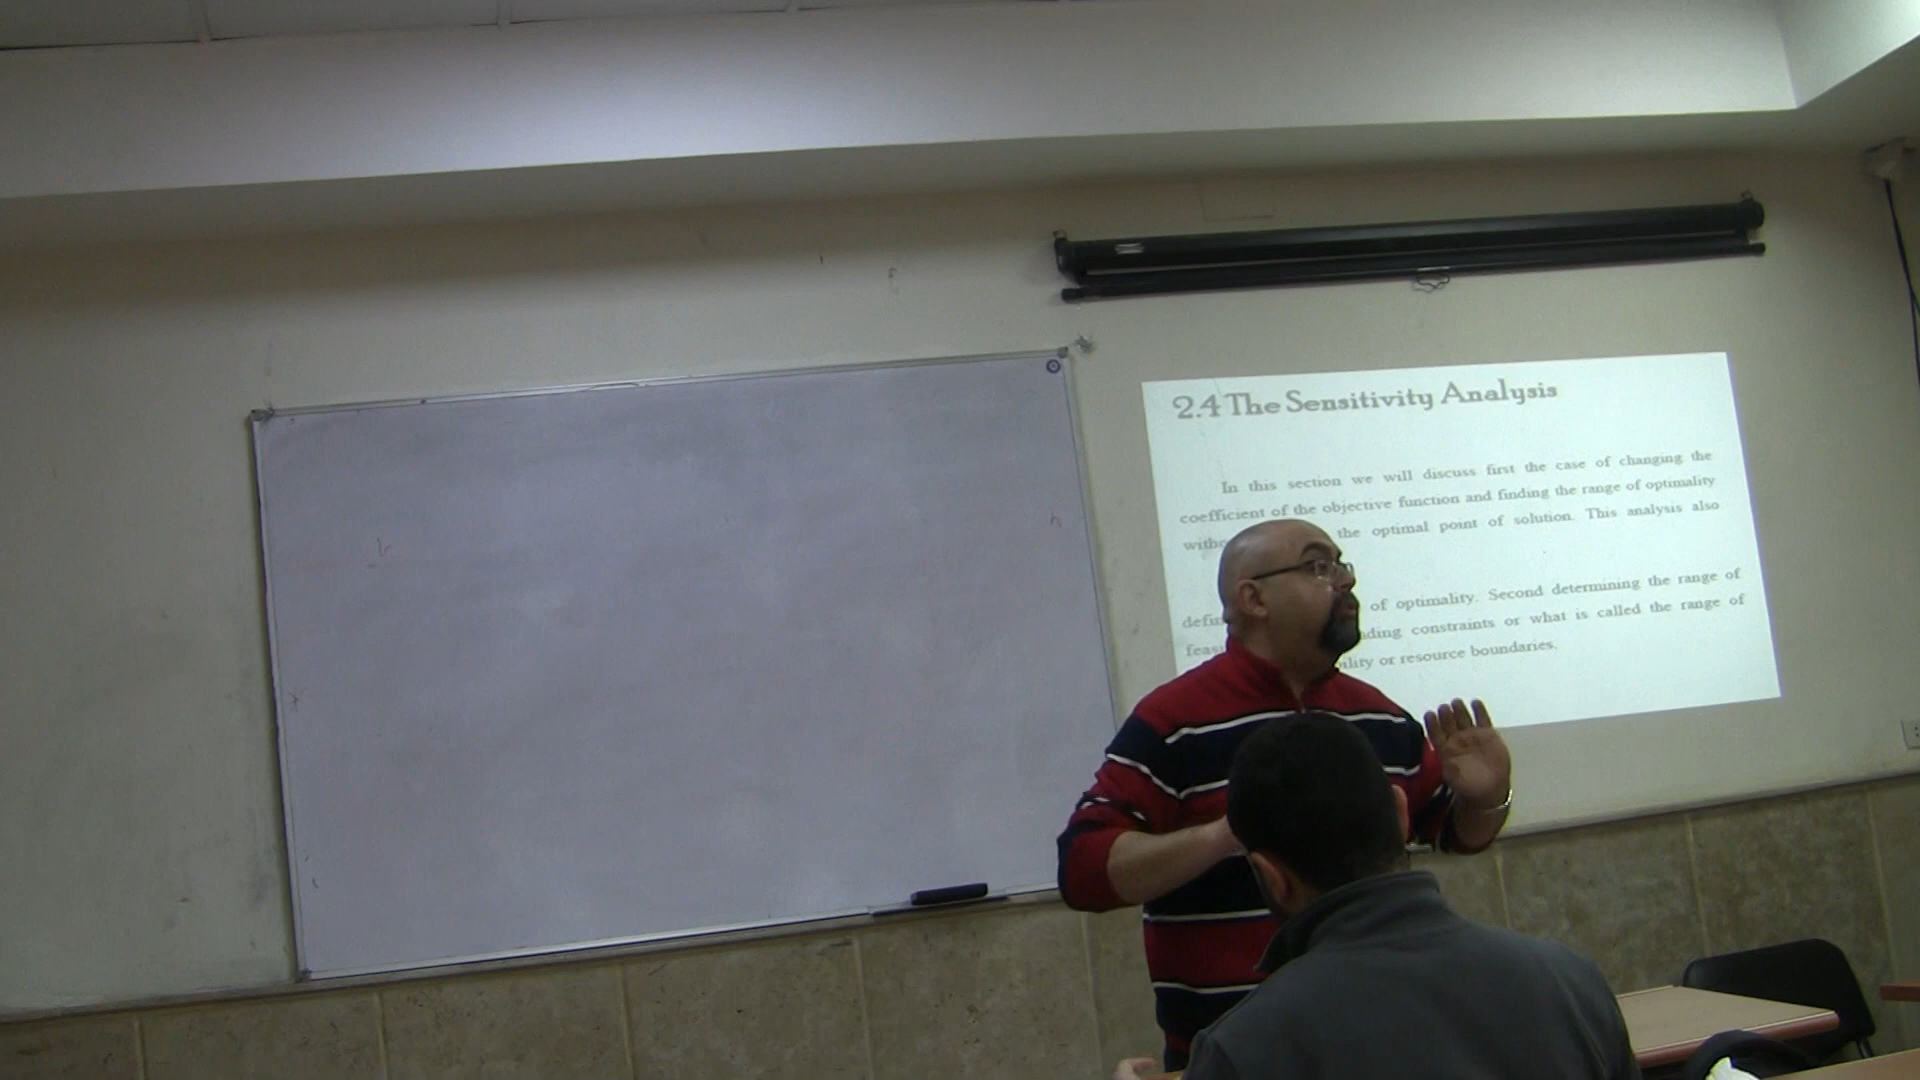 2.4 The Sensitivity Analysis
In this section we will discuss first the case of changing the
coefficient of the objective function and finding the range of optimality
the optimal point of solution. This analysis also
of optimality. Second determining the range of
constraints or what is called the range of
or resource boundaries.